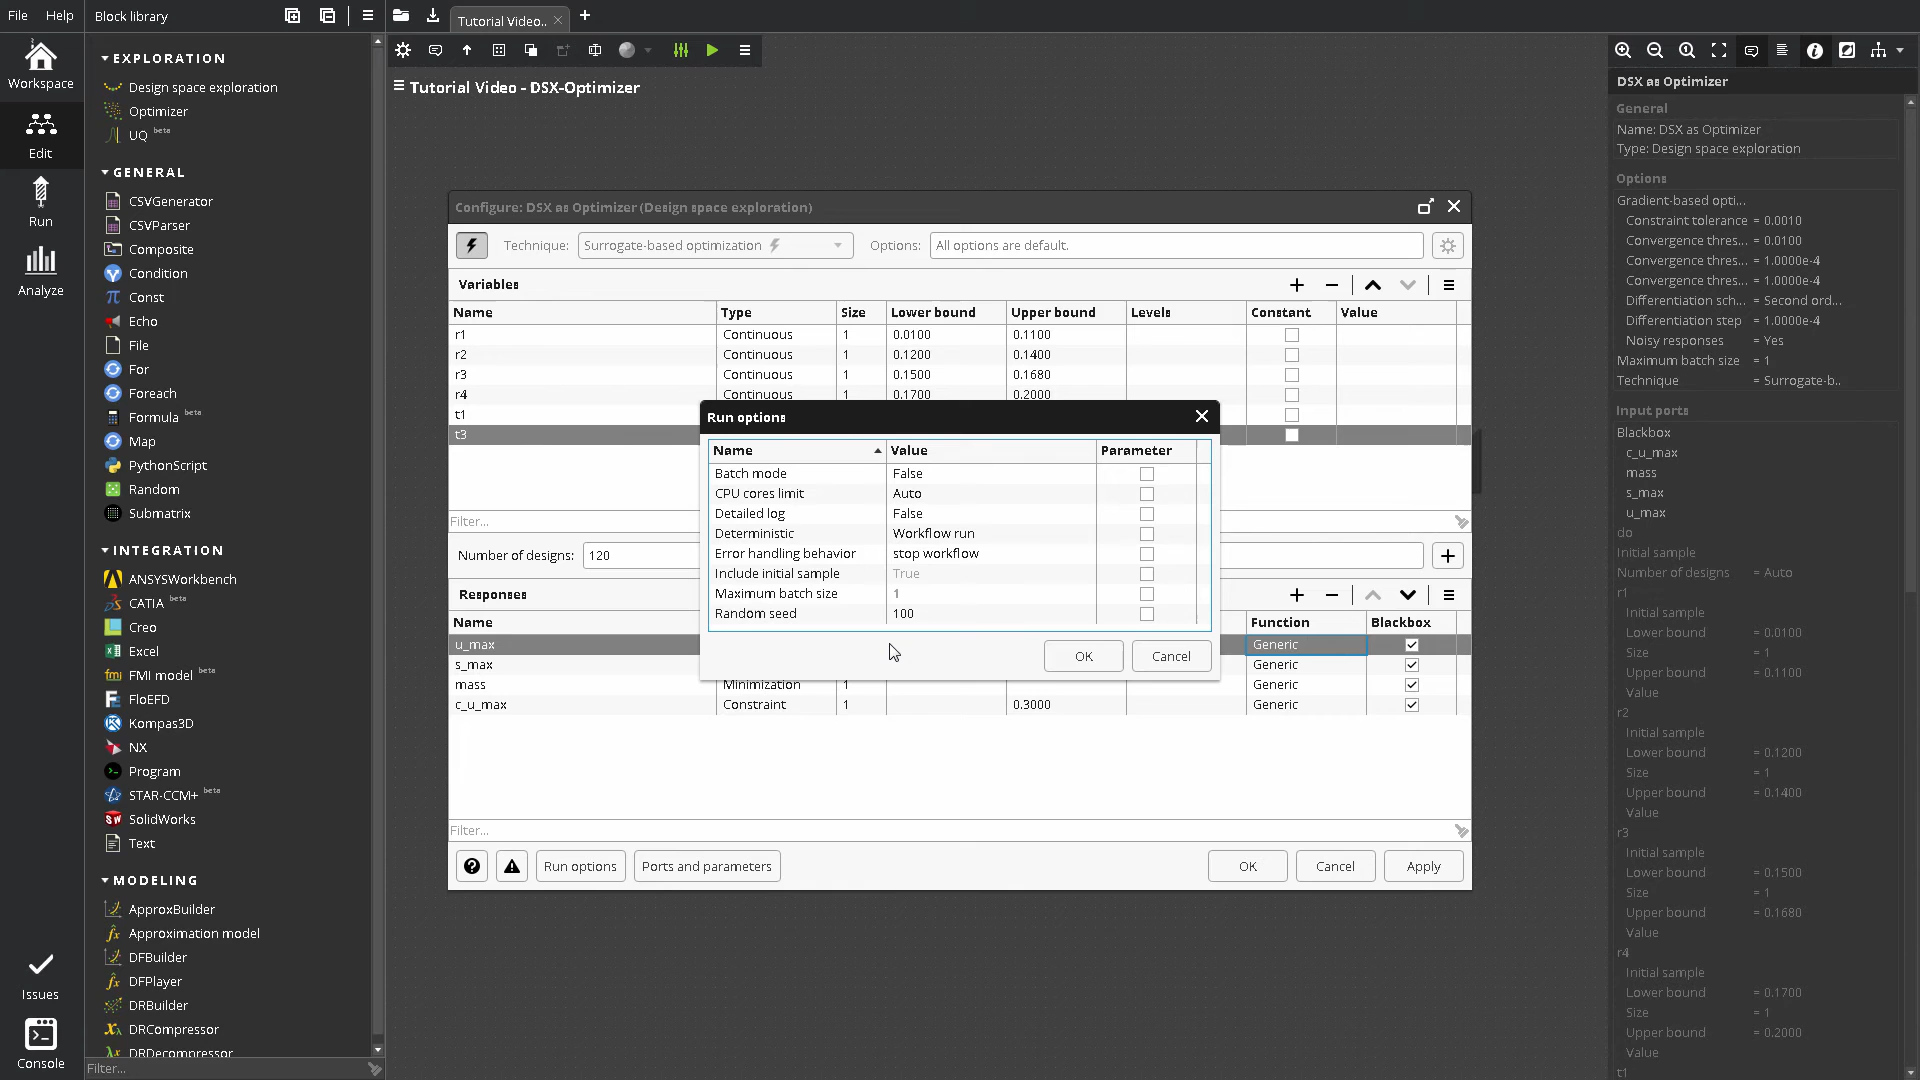 File Help
Block library
Tutorial Video..
Workspace
Edit
Run
Analyze
Issues
Console
EXPLORATION
Design space exploration
Optimizer
UQ beta
GENERAL
CSVGenerator
CSVParser
Composite
Condition
Const
Echo
File
For
Foreach
Formula beta
Map
PythonScript
Random
Submatrix
INTEGRATION
ANSYSWorkbench
CATIA beta
Creo
Excel
FMI model beta
FloEFD
Kompas3D
NX
Program
STAR-CCM+ beta
SolidWorks
Text
MODELING
ApproxBuilder
Approximation model
DFBuilder
DFPlayer
DRBuilder
DRCompressor
DRDecompressor
Filter...
Tutorial Video - DSX-Optimizer
Configure: DSX as Optimizer (Design space exploration)
Technique: Surrogate-based optimization Options: All options are default.
Variables
Name Type Size Lower bound Upper bound Levels Constant Value
r1 Continuous 1 0.0100 0.1100
r2 Continuous 1 0.1200 0.1400
r3 Continuous 1 0.1500 0.1680
r4 Continuous 1 0.1700 0.2000
t1
t3
Filter...
Number of designs: 120
Responses
Name Function Blackbox
u_max Generic
s_max Generic
mass Minimization 1 Generic
c_u_max Constraint 1 0.3000 Generic
Filter...
Run options Ports and parameters OK Cancel Apply
Run options
Name Value Parameter
Batch mode False
CPU cores limit Auto
Detailed log False
Deterministic Workflow run
Error handling behavior stop workflow
Include initial sample True
Maximum batch size 1
Random seed 100
OK Cancel
DSX as Optimizer
General
Name: DSX as Optimizer
Type: Design space exploration
Options
Gradient-based opti...
Constraint tolerance = 0.0010
Convergence thres... = 0.0100
Convergence thres... = 1.0000e-4
Convergence thres... = 1.0000e-4
Differentiation sch... = Second ord...
Differentiation step = 1.0000e-4
Noisy responses = Yes
Maximum batch size = 1
Technique = Surrogate-b..
Input ports
Blackbox
c_u_max
mass
s_max
u_max
do
Initial sample
Number of designs = Auto
r1
Initial sample
Lower bound = 0.0100
Size = 1
Upper bound = 0.1100
Value
r2
Initial sample
Lower bound = 0.1200
Size = 1
Upper bound = 0.1400
Value
r3
Initial sample
Lower bound = 0.1500
Size = 1
Upper bound = 0.1680
Value
r4
Initial sample
Lower bound = 0.1700
Size = 1
Upper bound = 0.2000
Value
t1